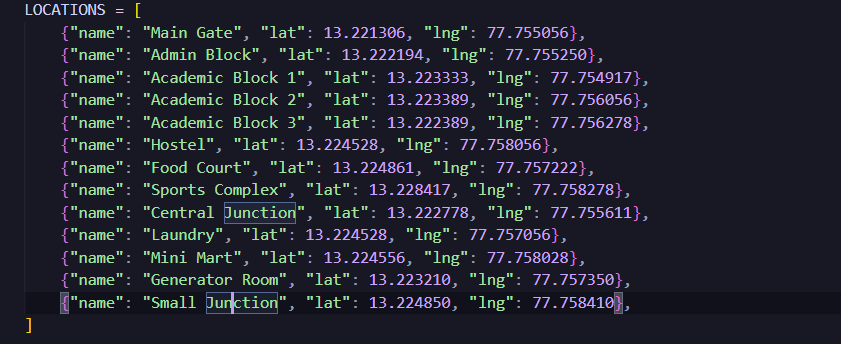 LOCATIONS = [
    {"name": "Main Gate", "lat": 13.221306, "lng": 77.755056},
    {"name": "Admin Block", "lat": 13.222194, "lng": 77.755250},
    {"name": "Academic Block 1", "lat": 13.223333, "lng": 77.754917},
    {"name": "Academic Block 2", "lat": 13.223389, "lng": 77.756056},
    {"name": "Academic Block 3", "lat": 13.222389, "lng": 77.756278},
    {"name": "Hostel", "lat": 13.224528, "lng": 77.758056},
    {"name": "Food Court", "lat": 13.224861, "lng": 77.757222},
    {"name": "Sports Complex", "lat": 13.228417, "lng": 77.758278},
    {"name": "Central Junction", "lat": 13.222778, "lng": 77.755611},
    {"name": "Laundry", "lat": 13.224528, "lng": 77.757056},
    {"name": "Mini Mart", "lat": 13.224556, "lng": 77.758028},
    {"name": "Generator Room", "lat": 13.223210, "lng": 77.757350},
    {"name": "Small Junction", "lat": 13.224850, "lng": 77.758410},
]